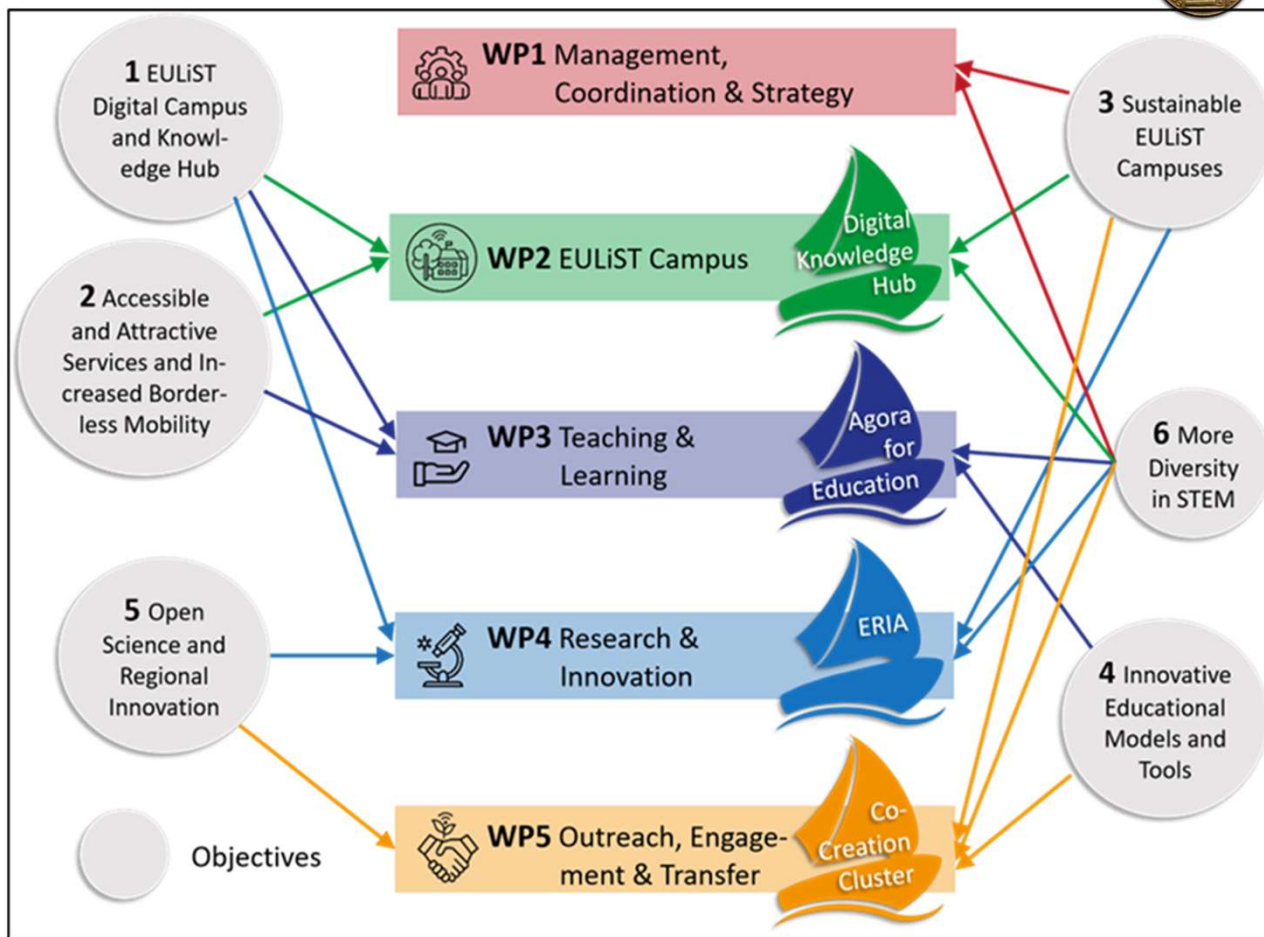 1 EULiST
Digital Campus
and Knowl-
edge Hub
2 Accessible
and Attractive
Services and In-
creased Border-
less Mobility
5 Open
Science and
Regional
Innovation
Objectives
WP1 Management,
Coordination & Strategy
WP2 EULiST Campus
Digital
Knowledge
Hub
WP3 Teaching &
Learning
Agora
for
Education
WP4 Research &
Innovation
ERIA
WP5 Outreach, Engage-
ment & Transfer
Co-
Creation
Cluster
3 Sustainable
EULiST
Campuses
6 More
Diversity
in STEM
4 Innovative
Educational
Models and
Tools